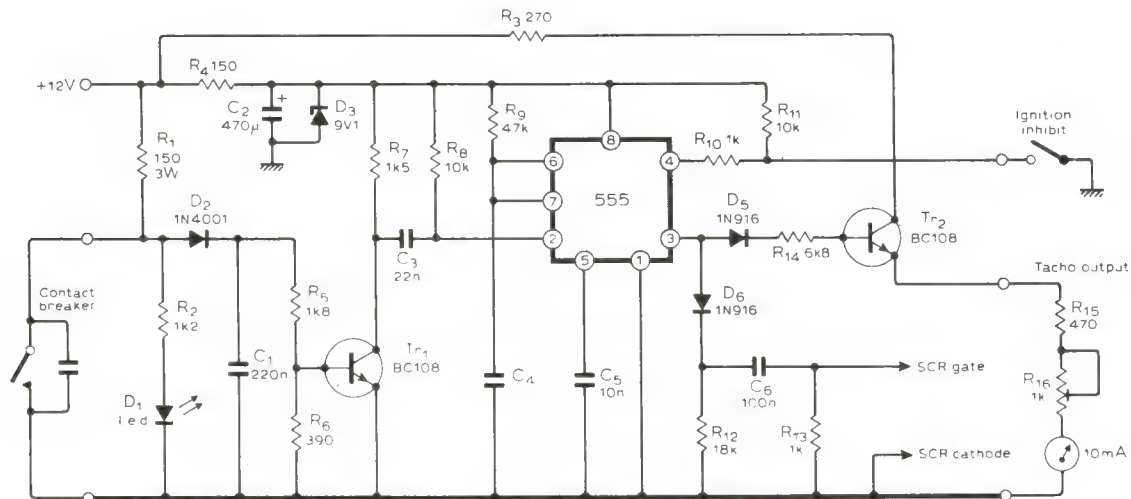 R3 270
+12V
R4 150
C2
470µ
+
D3
9V1
R1
150
3W
R7
1k5
R8
10k
R9
47k
R11
10k
R10 1k
Ignition
inhibit
8
6
7
2
5
1
4
3
555
D2
1N4001
C3
22n
D5
1N916
R14 6k8
Tr2
BC108
Tacho output
Contact
breaker
R2
1k2
R5
1k8
C1
220n
Tr1
BC108
D6
1N916
R15
470
D1
led
R6
390
C4
C5
10n
C6
100n
SCR gate
R16
1k
R12
18k
R13
1k
SCR cathode
10mA